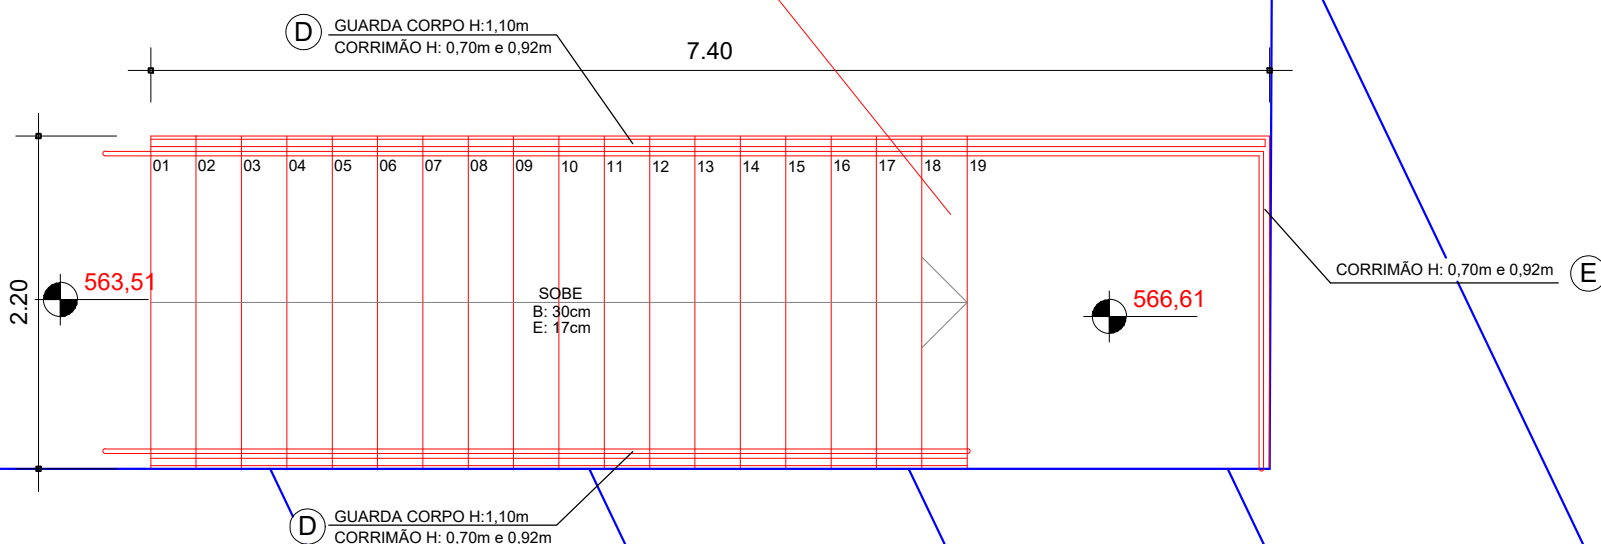 D
GUARDA CORPO H:1,10m
CORRIMÃO H: 0,70m e 0,92m
7.40
01 02 03 04 05 06 07 08 09 10 11 12 13 14 15 16 17 18 19
2.20
563,51
SOBE
B: 30cm
E: 17cm
566,61
CORRIMÃO H: 0,70m e 0,92m
E
D
GUARDA CORPO H:1,10m
CORRIMÃO H: 0,70m e 0,92m